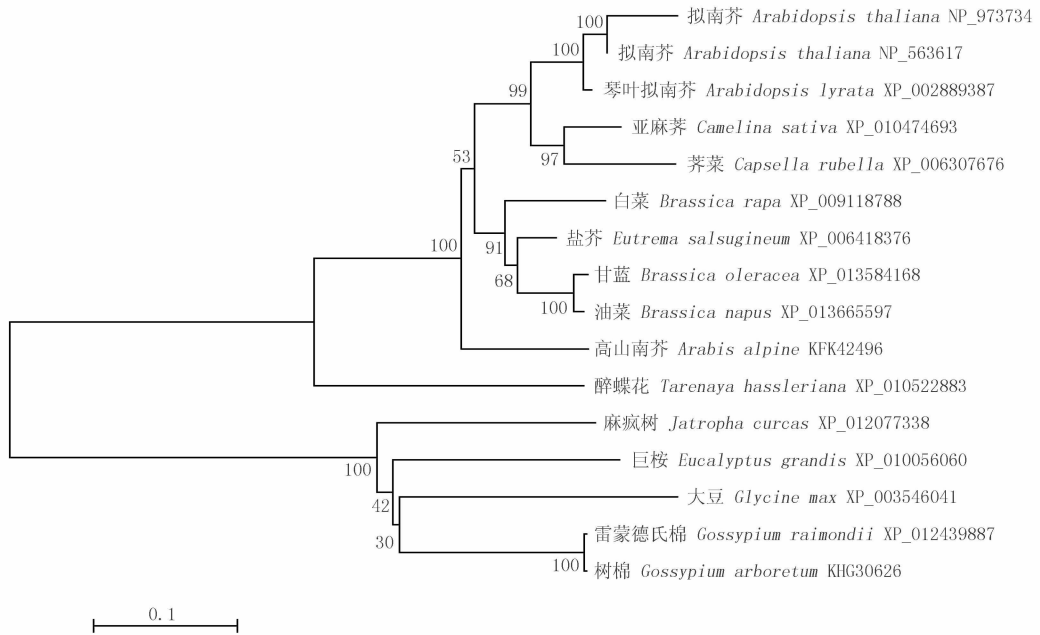 100
拟南芥 Arabidopsis thaliana NP_973734
100
拟南芥 Arabidopsis thaliana NP_563617
99
琴叶拟南芥 Arabidopsis lyrata XP_002889387
亚麻荠 Camelina sativa XP_010474693
53
97
荠菜 Capsella rubella XP_006307676
白菜 Brassica rapa XP_009118788
100
91
盐芥 Eutrema salsugineum XP_006418376
68
甘蓝 Brassica oleracea XP_013584168
100
油菜 Brassica napus XP_013665597
高山南芥 Arabis alpine KFK42496
醉蝶花 Tarenaya hassleriana XP_010522883
麻疯树 Jatropha curcas XP_012077338
100
巨桉 Eucalyptus grandis XP_010056060
42
大豆 Glycine max XP_003546041
30
雷蒙德氏棉 Gossypium raimondii XP_012439887
100
树棉 Gossypium arboretum KHG30626
0.1